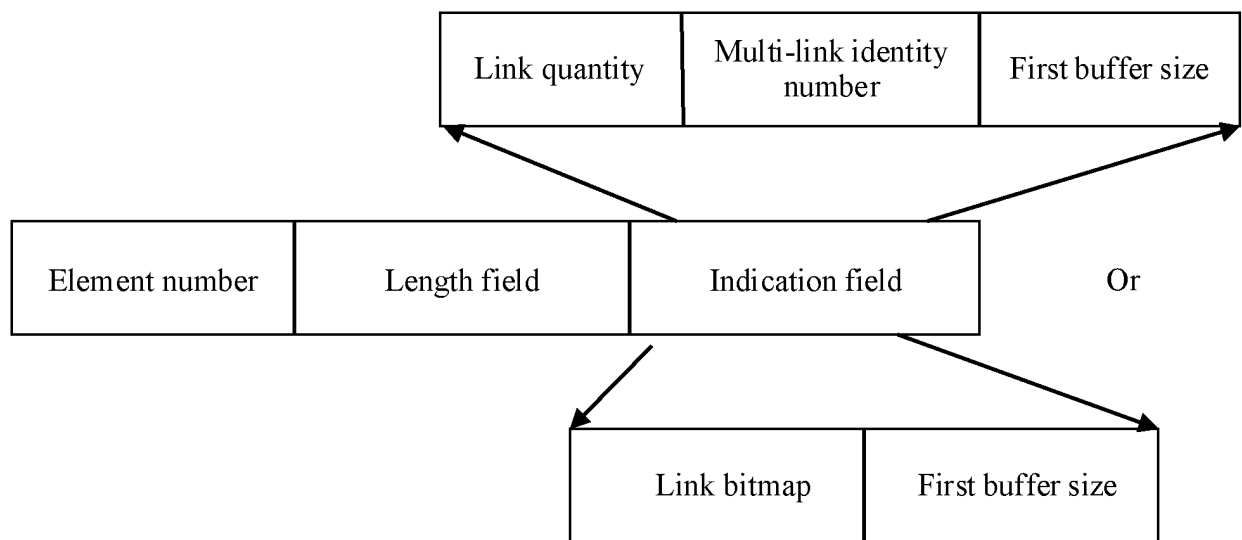 Link quantity
Multi-link identity
number
First buffer size
Element number
Length field
Indication field
Or
Link bitmap
First buffer size